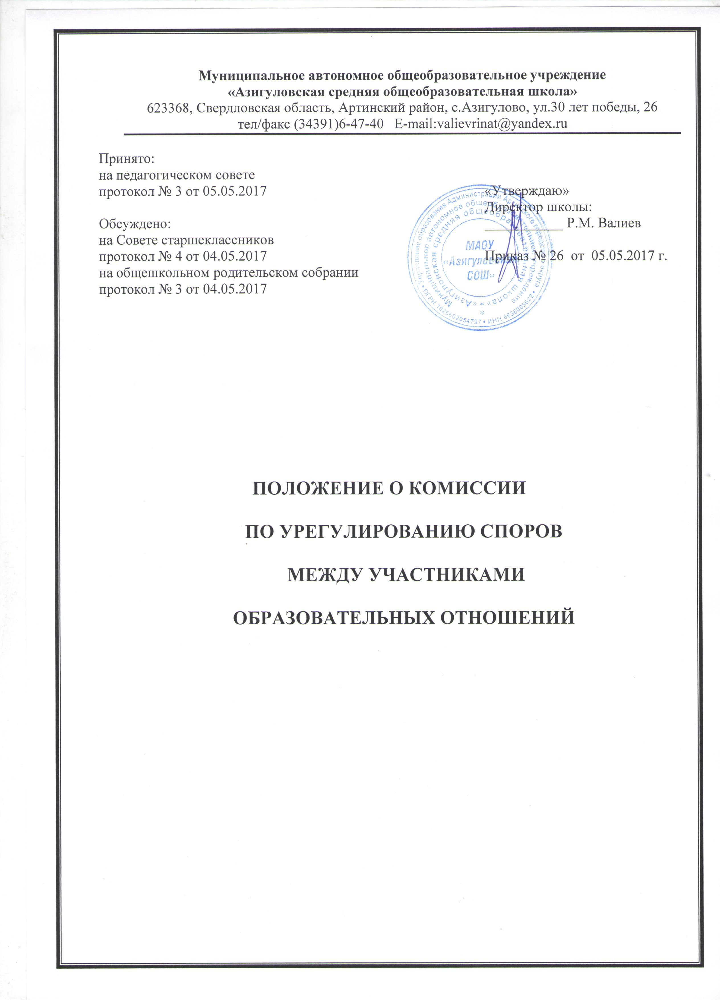 Муниципальное автономное общеобразовательное учреждение
«Азигуловская средняя общеобразовательная школа»
623368, Свердловская область, Артинский район, с.Азигулово, ул.30 лет победы, 26
тел/факс (34391)6-47-40 E-mail:valievrinat@yandex.ru
Принято:
на педагогическом совете
протокол № 3 от 05.05.2017
Обсуждено:
на Совете старшеклассников
протокол № 4 от 04.05.2017
на общешкольном родительском собрании
протокол № 3 от 04.05.2017
«Утверждаю»
Директор школы:
____________ Р.М. Валиев
Приказ № 26 от 05.05.2017 г.
Управление образования Администрации Артинского городского округа
• ОГРН 1026602054797 • ИНН 6636005622 •
Муниципальное автономное общеобразовательное учреждение
«Азигуловская средняя общеобразовательная школа»
МАОУ
«Азигуловская
СОШ»
ПОЛОЖЕНИЕ О КОМИССИИ
ПО УРЕГУЛИРОВАНИЮ СПОРОВ
МЕЖДУ УЧАСТНИКАМИ
ОБРАЗОВАТЕЛЬНЫХ ОТНОШЕНИЙ